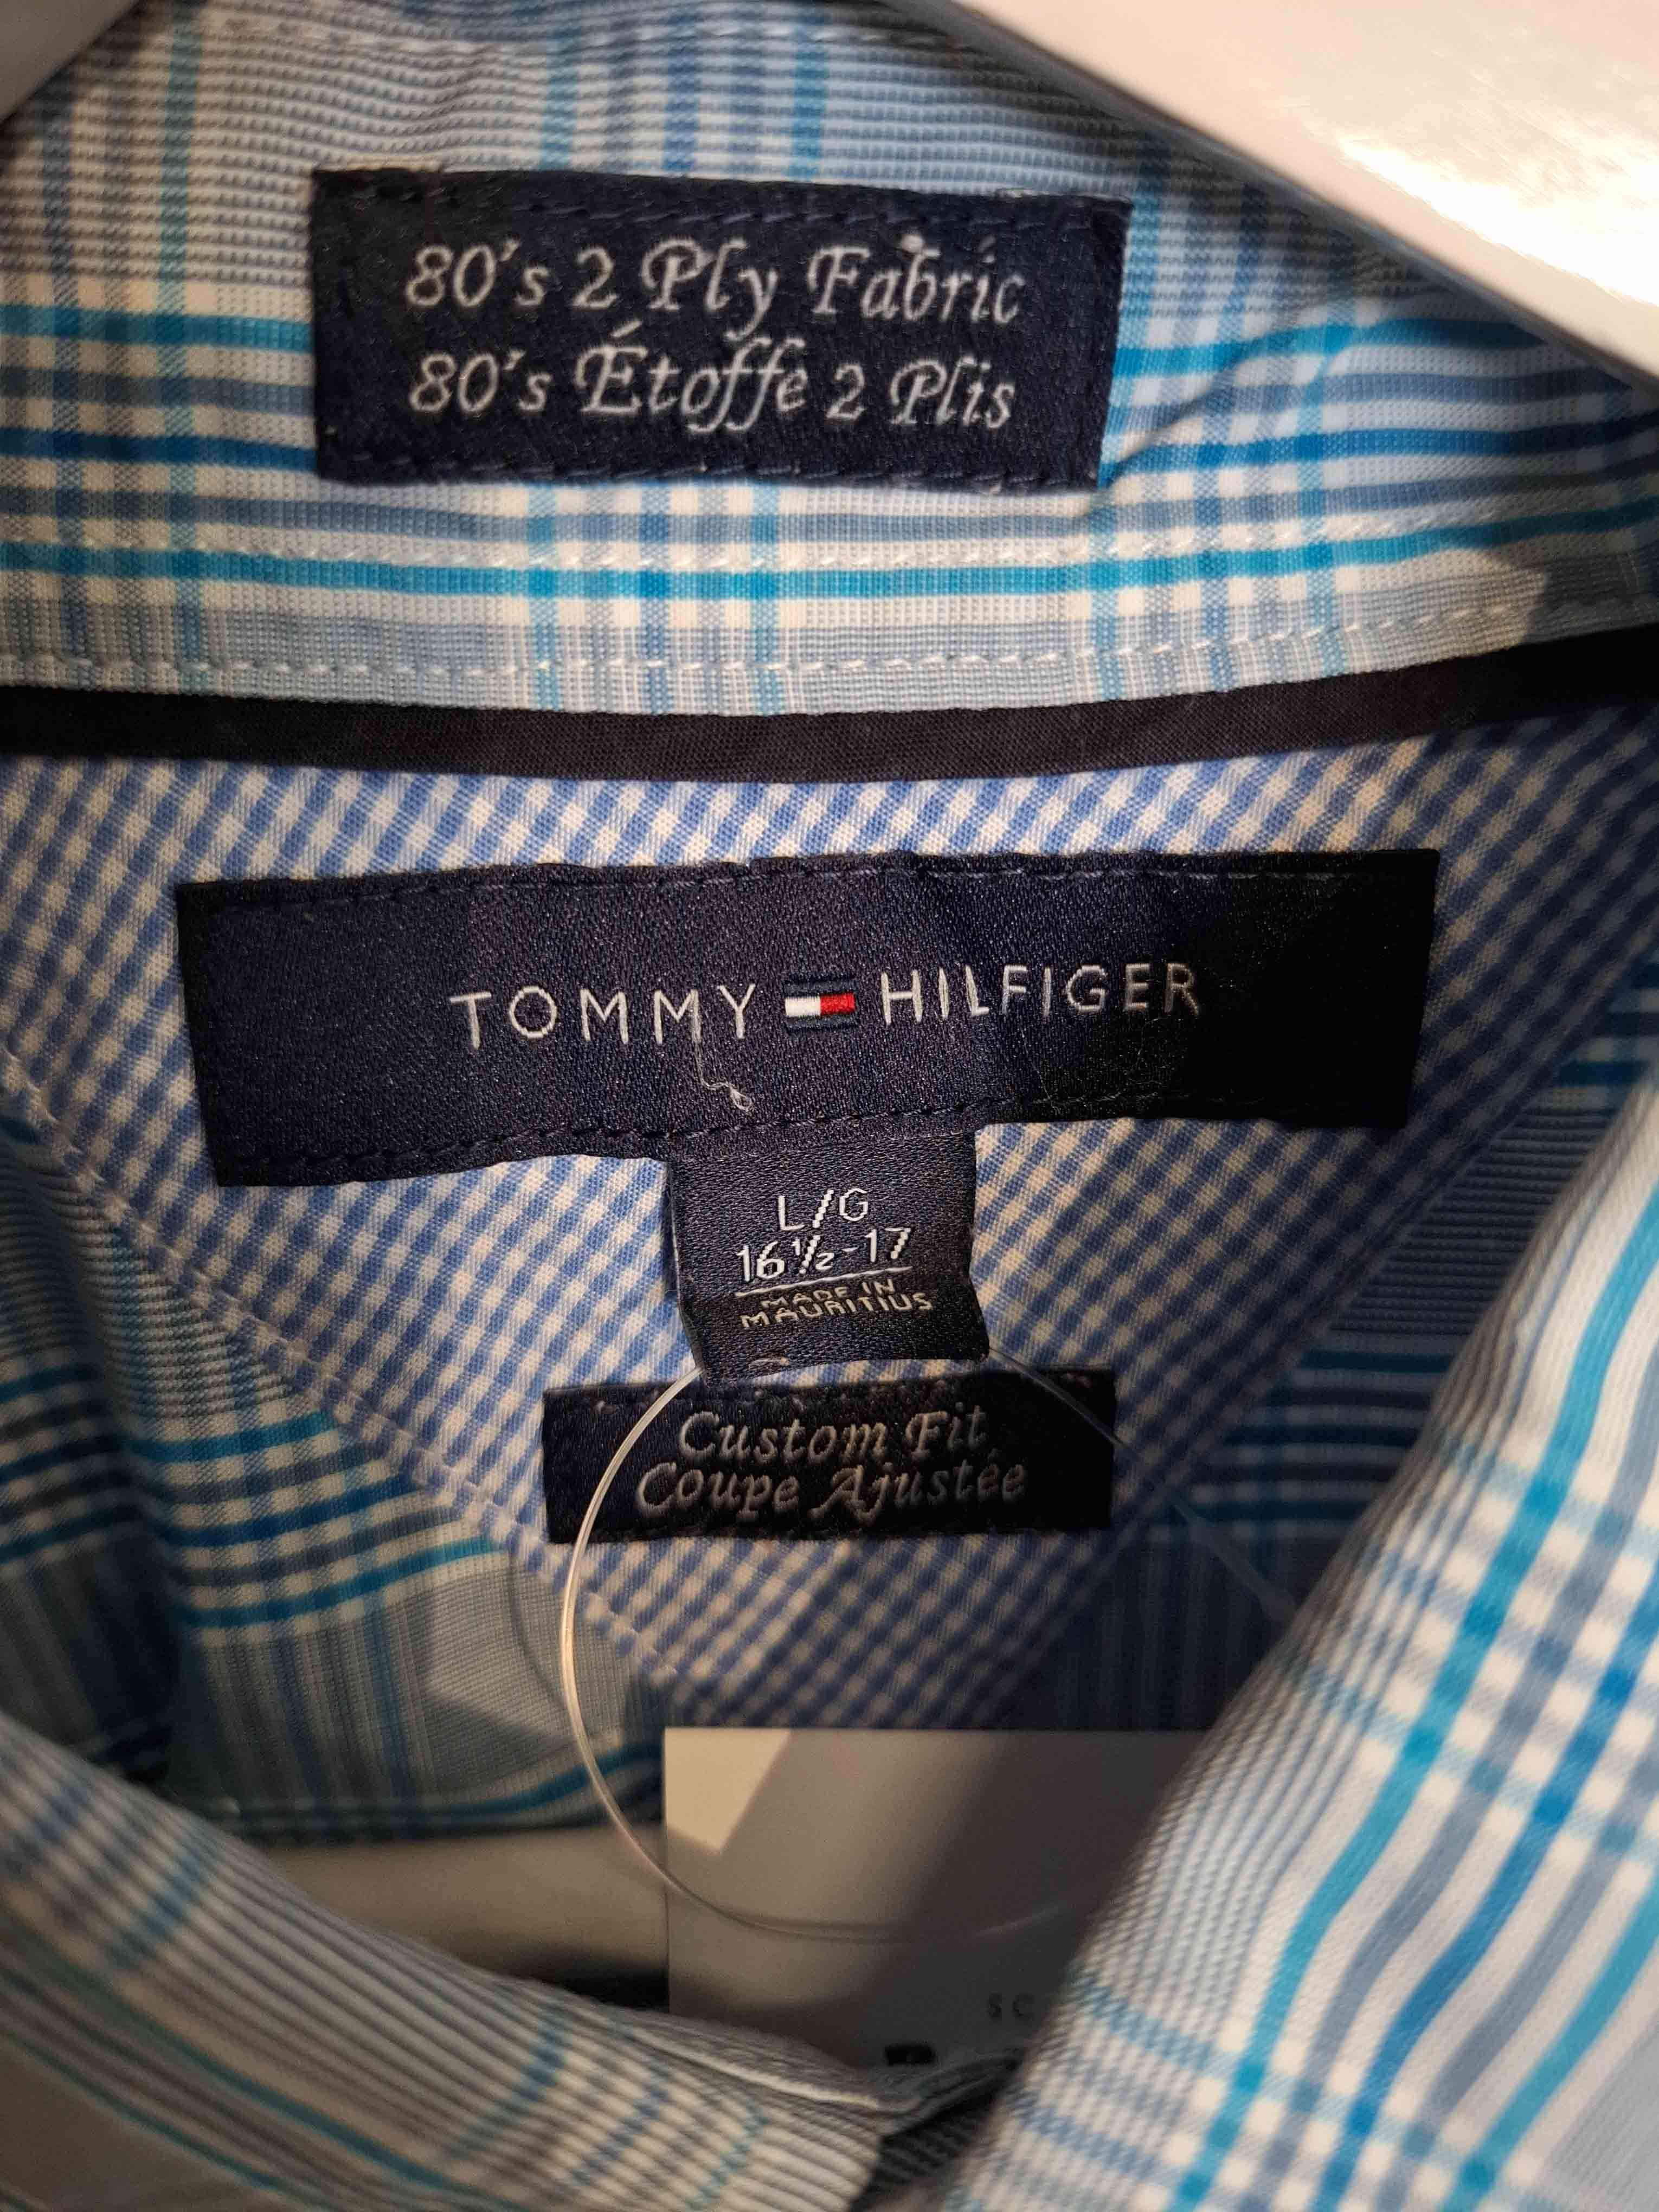 80's 2 Ply Fabric
80's Étoffe 2 Plis
TOMMY HILFIGER
L/G
16½-17
MADE IN
MAURITIUS
Custom Fit
Coupe Ajustée